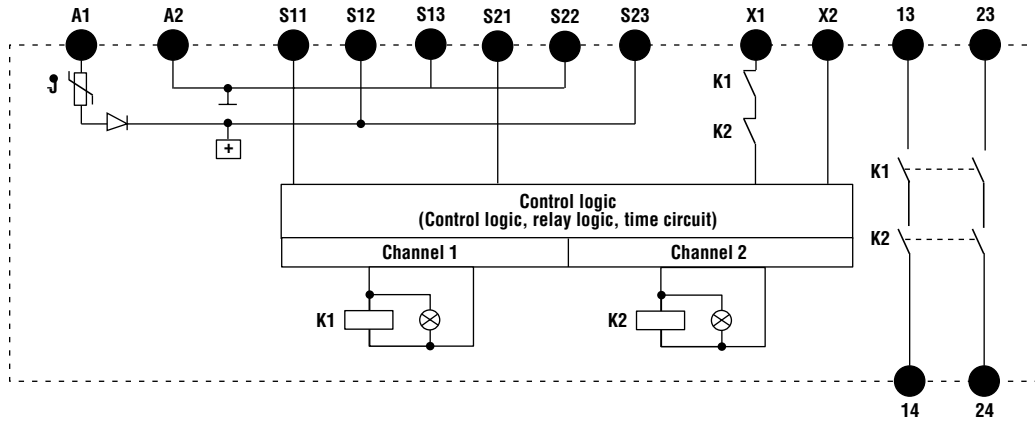 A1 A2 S11 S12 S13 S21 S22 S23 X1 X2 13 23
K1
K2
+
K1
Control logic
(Control logic, relay logic, time circuit)
K2
Channel 1 Channel 2
K1 K2
14 24